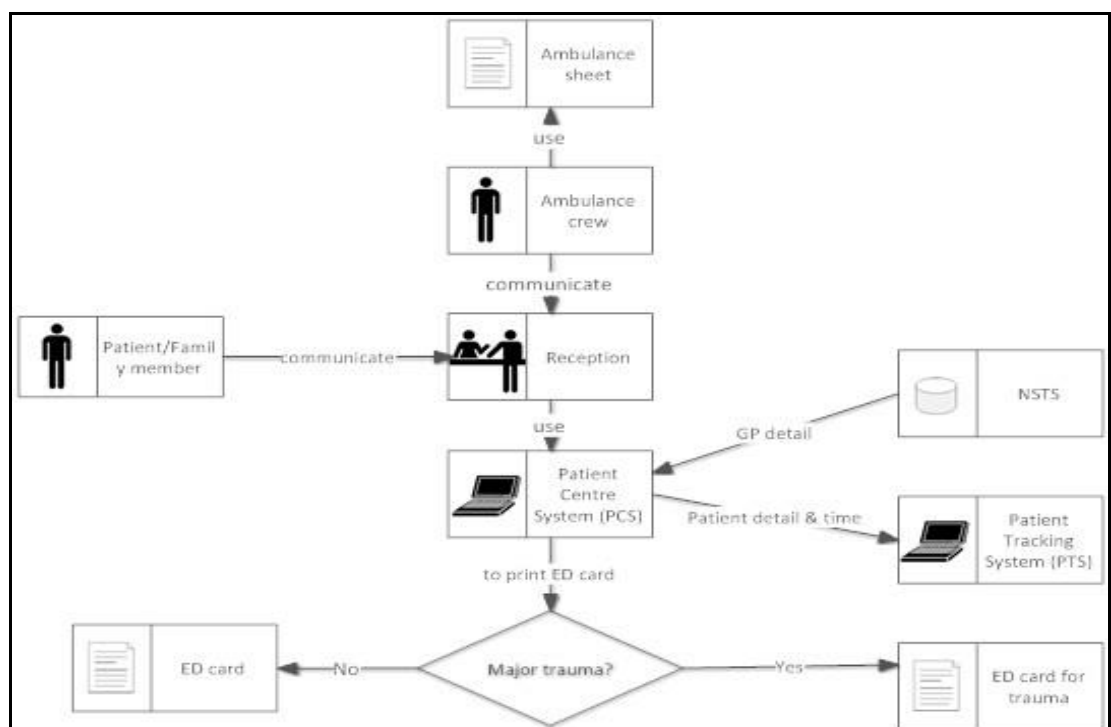 Ambulance
sheet
use
Ambulance
crew
communicate
Patient/Famil
y member
communicate
Reception
NSTS
use
GP detail
Patient
Centre
System (PCS)
Patient detail & time
Patient
Tracking
System (PTS)
to print ED card
ED card
No
Major trauma?
Yes
ED card for
trauma